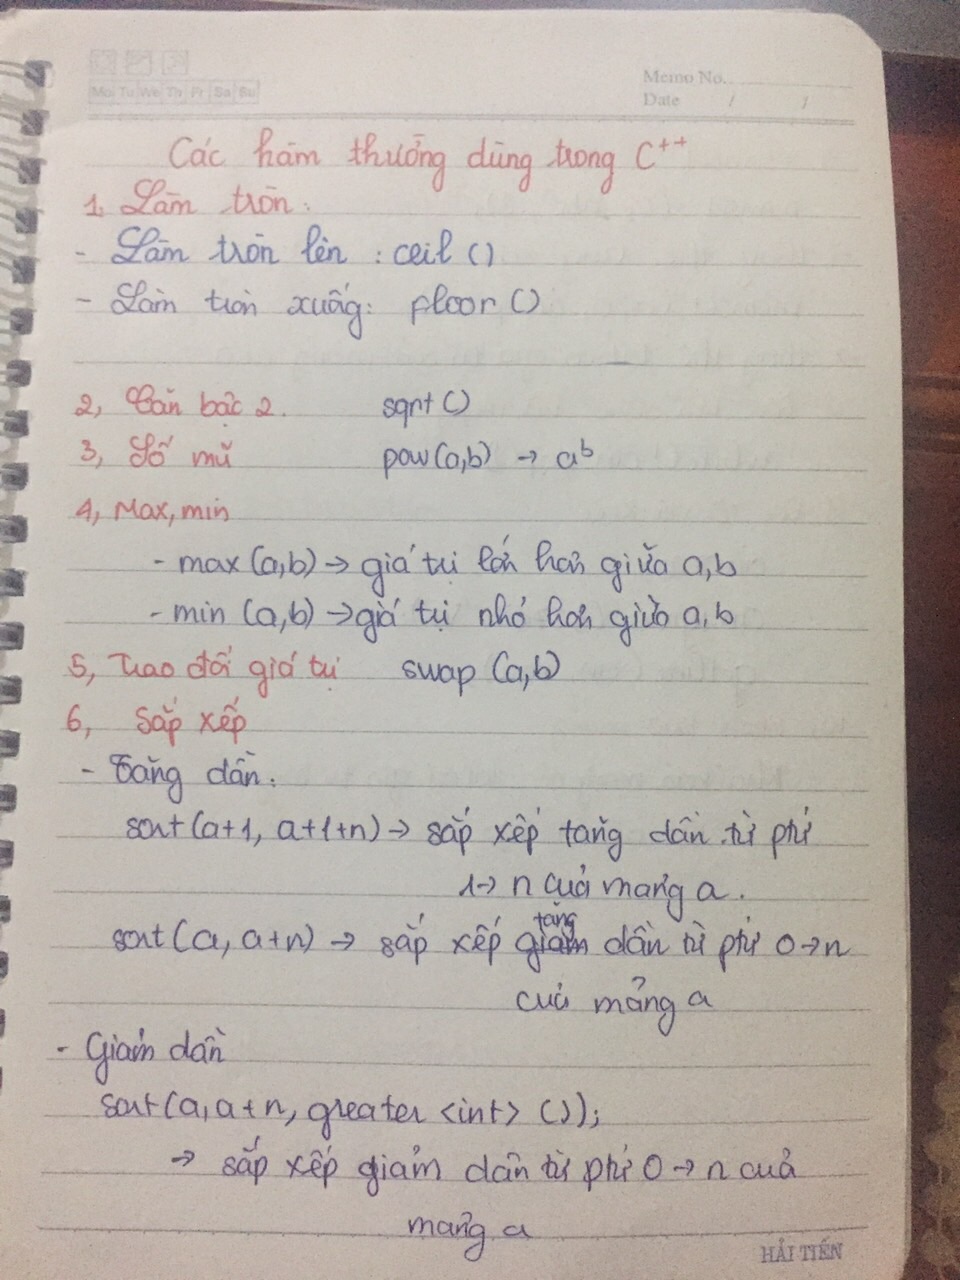 Mo Tu We Th Fr Sa Su
Memo No.
Date / /
Các hàm thường dùng trong C++
1, Làm tròn:
- Làm tròn lên : ceil ()
- Làm tròn xuống: floor ()
2, Căn bậc 2. sqrt ()
3, Số mũ pow(a,b) → a^b
4, Max, min
- max (a,b) → giá trị lớn hơn giữa a,b
- min (a,b) → giá trị nhỏ hơn giữa a,b
5, Trao đổi giá trị swap (a,b)
6, Sắp xếp
- Tăng dần:
sort(a+1, a+1+n) → sắp xếp tăng dần từ ptử
1→ n của mảng a.
tăng
sort(a, a+n) → sắp xếp giảm dần từ ptử 0→n
của mảng a
- Giảm dần
sort(a, a+n, greater <int> ());
→ sắp xếp giảm dần từ ptử 0→n của
mảng a
HẢI TIẾN